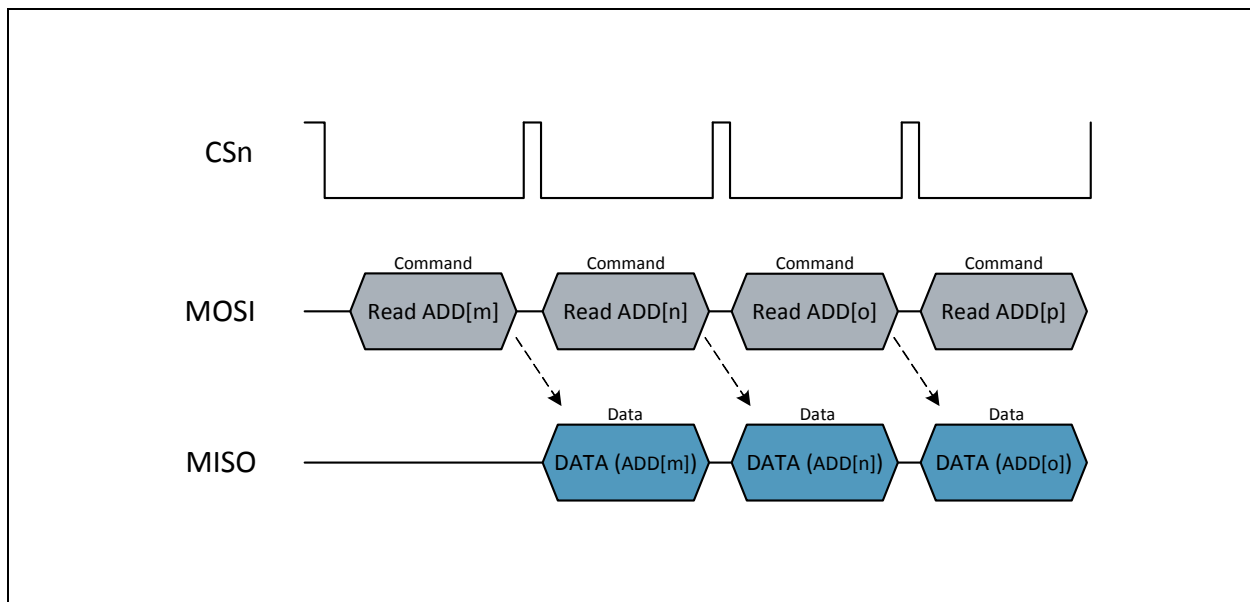 CSn
Command Command Command Command
MOSI Read ADD[m] Read ADD[n] Read ADD[o] Read ADD[p]
Data Data Data
MISO DATA (ADD[m]) DATA (ADD[n]) DATA (ADD[o])